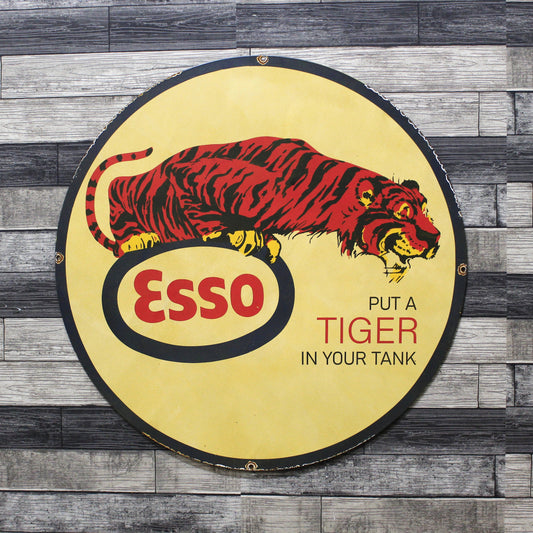 Esso
PUT A
TIGER
IN YOUR TANK